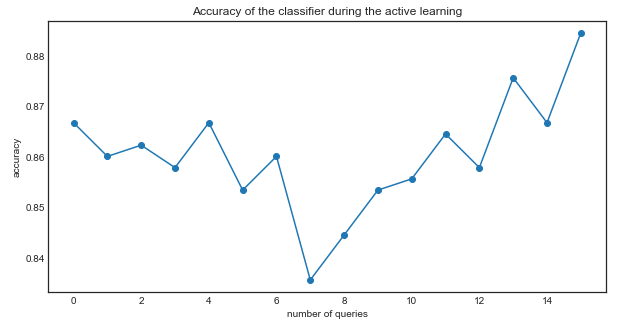 Accuracy of the classifier during the active learning
0.88
0.87
0.86
0.85
0.84
accuracy
0 2 4 6 8 10 12 14
number of queries